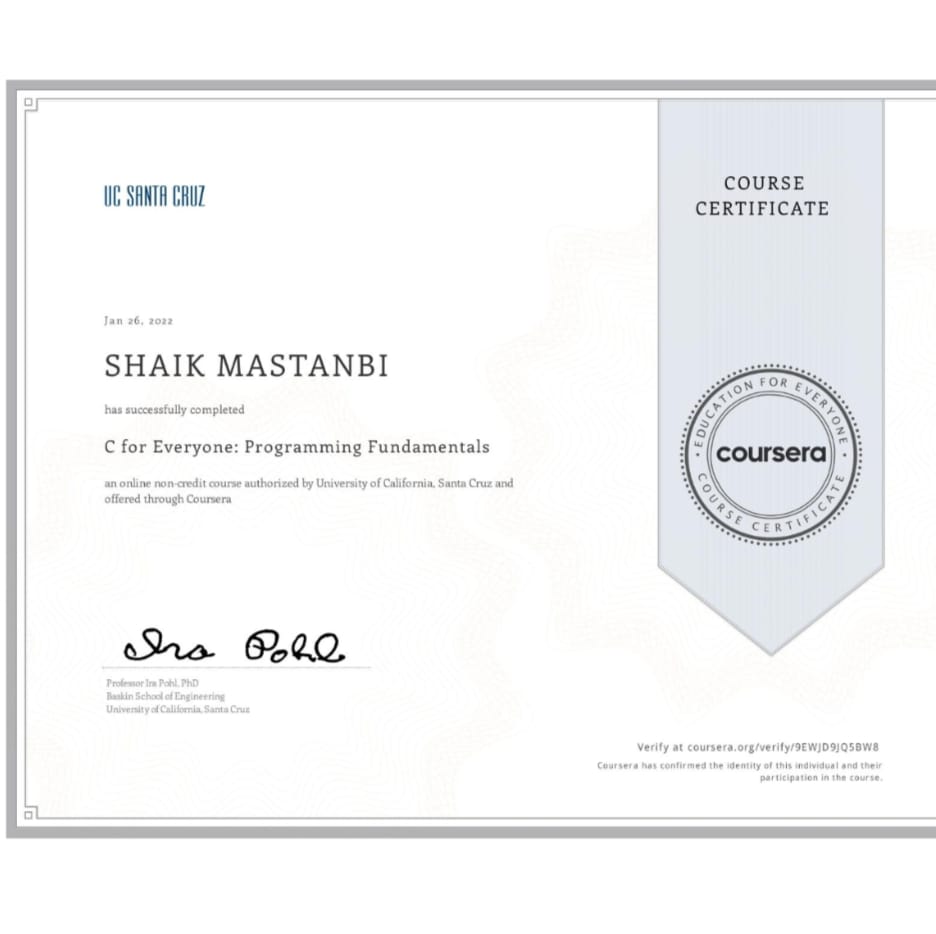 UC SANTA CRUZ
COURSE
CERTIFICATE
Jan 26, 2022
SHAIK MASTANBI
has successfully completed
C for Everyone: Programming Fundamentals
an online non-credit course authorized by University of California, Santa Cruz and
offered through Coursera
EDUCATION FOR EVERYONE
coursera
COURSE CERTIFICATE
Ira Pohl
Professor Ira Pohl, PhD
Baskin School of Engineering
University of California, Santa Cruz
Verify at coursera.org/verify/9EWJD9JQ5BW8
Coursera has confirmed the identity of this individual and their
participation in the course.